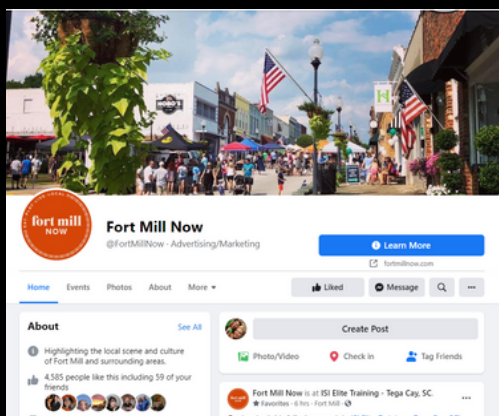 HOBO'S
H
fort mill
NOW
Fort Mill Now
@FortMillNow · Advertising/Marketing
Learn More
fortmillnow.com
Home Events Photos About More
Liked Message
About See All
Highlighting the local scene and culture
of Fort Mill and surrounding areas.
4,585 people like this including 59 of your
friends
Create Post
Photo/Video Check in Tag Friends
Fort Mill Now is at ISI Elite Training - Tega Cay, SC.
Favorites · 6 hrs · Fort Mill ·